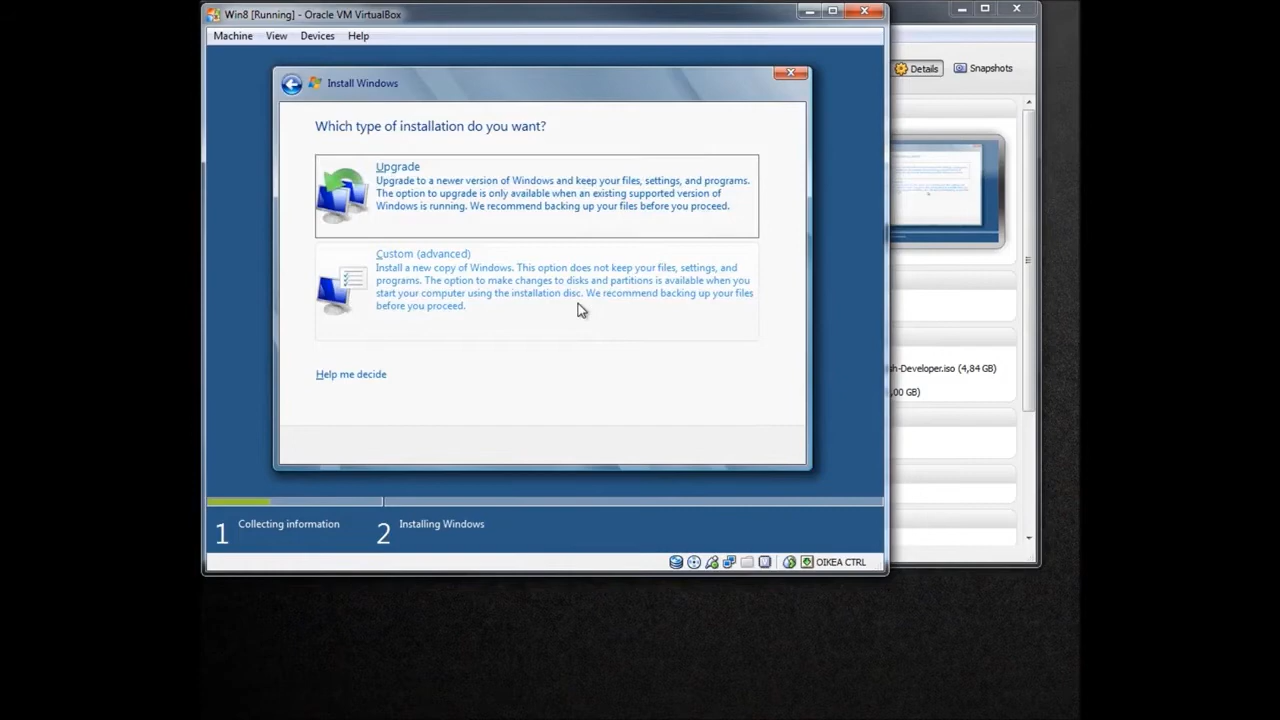 Win8 [Running] - Oracle VM VirtualBox
Machine View Devices Help
Details Snapshots
Install Windows
Which type of installation do you want?
Upgrade
Upgrade to a newer version of Windows and keep your files, settings, and programs.
The option to upgrade is only available when an existing supported version of
Windows is running. We recommend backing up your files before you proceed.
Custom (advanced)
Install a new copy of Windows. This option does not keep your files, settings, and
programs. The option to make changes to disks and partitions is available when you
start your computer using the installation disc. We recommend backing up your files
before you proceed.
Help me decide
sh-Developer.iso (4,84 GB)
,00 GB)
1 Collecting information 2 Installing Windows
OIKEA CTRL